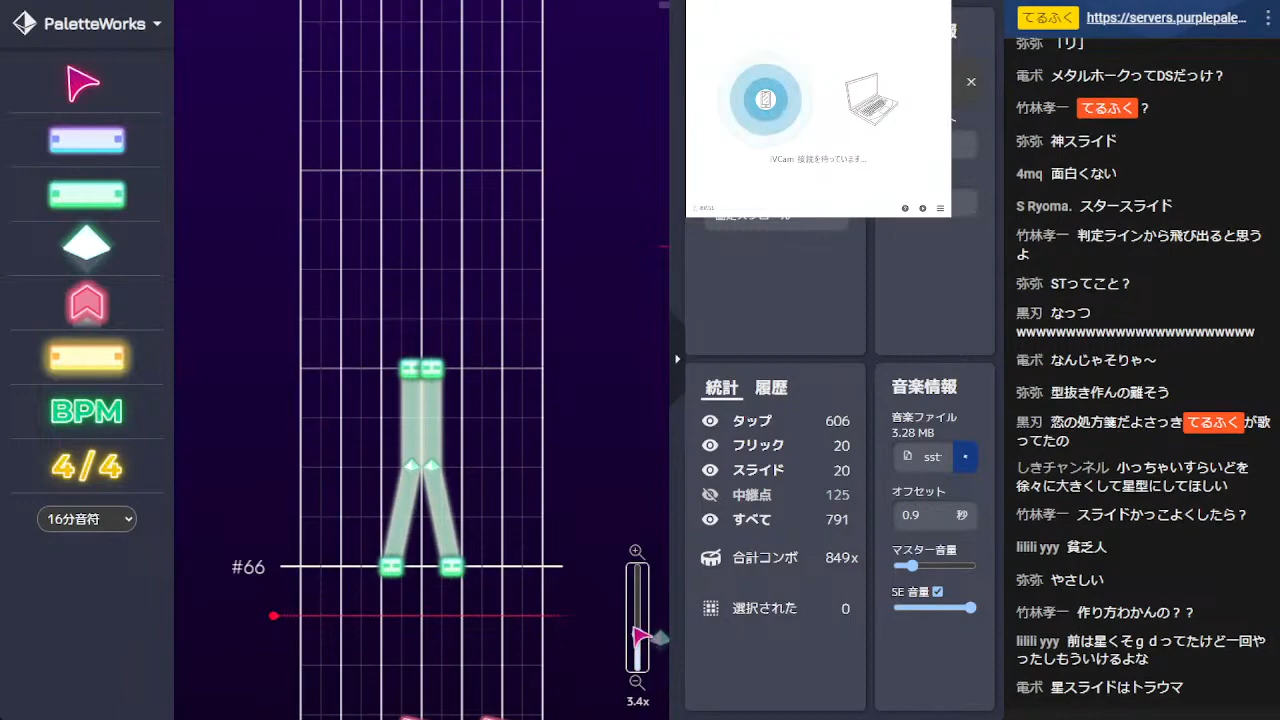 PaletteWorks
BPM
4/4
16分音符
#66
3.4x
iVCam 接続を待っています...
統計 履歴
タップ 606
フリック 20
スライド 20
中継点 125
すべて 791
合計コンボ 849x
選択された 0
音楽情報
音楽ファイル
3.28 MB
sst
オフセット
0.9 秒
マスター音量
SE 音量
てるふく https://servers.purplepale...
弥弥 「リ」
電ボ メタルホークってDSだっけ？
竹林孝一 てるふく ？
弥弥 神スライド
4mq 面白くない
S Ryoma. スタースライド
竹林孝一 判定ラインから飛び出ると思う
よ
弥弥 STってこと？
黒刃 なっつ
wwwwwwwwwwwwwwwwwwwwwwwww
電ボ なんじゃそりゃ〜
弥弥 型抜き作んの難そう
黒刃 恋の処方箋だよさっき てるふく が歌
ってたの
しきチャンネル 小っちゃいすらいどを
徐々に大きくして星型にしてほしい
竹林孝一 スライドかっこよくしたら？
lilili yyy 貧乏人
弥弥 やさしい
竹林孝一 作り方わかんの？？
lilili yyy 前は星くそｇｄってたけど一回や
ったしもういけるよな
電ボ 星スライドはトラウマ